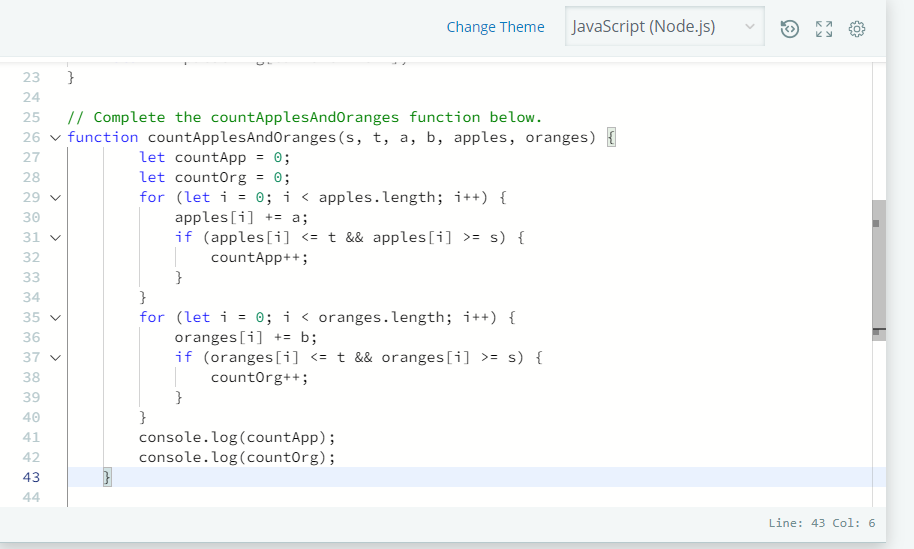 Change Theme JavaScript (Node.js)
23 }
24
25 // Complete the countApplesAndOranges function below.
26 function countApplesAndOranges(s, t, a, b, apples, oranges) {
27 let countApp = 0;
28 let countOrg = 0;
29 for (let i = 0; i < apples.length; i++) {
30 apples[i] += a;
31 if (apples[i] <= t && apples[i] >= s) {
32 countApp++;
33 }
34 }
35 for (let i = 0; i < oranges.length; i++) {
36 oranges[i] += b;
37 if (oranges[i] <= t && oranges[i] >= s) {
38 countOrg++;
39 }
40 }
41 console.log(countApp);
42 console.log(countOrg);
43 }
44
Line: 43 Col: 6